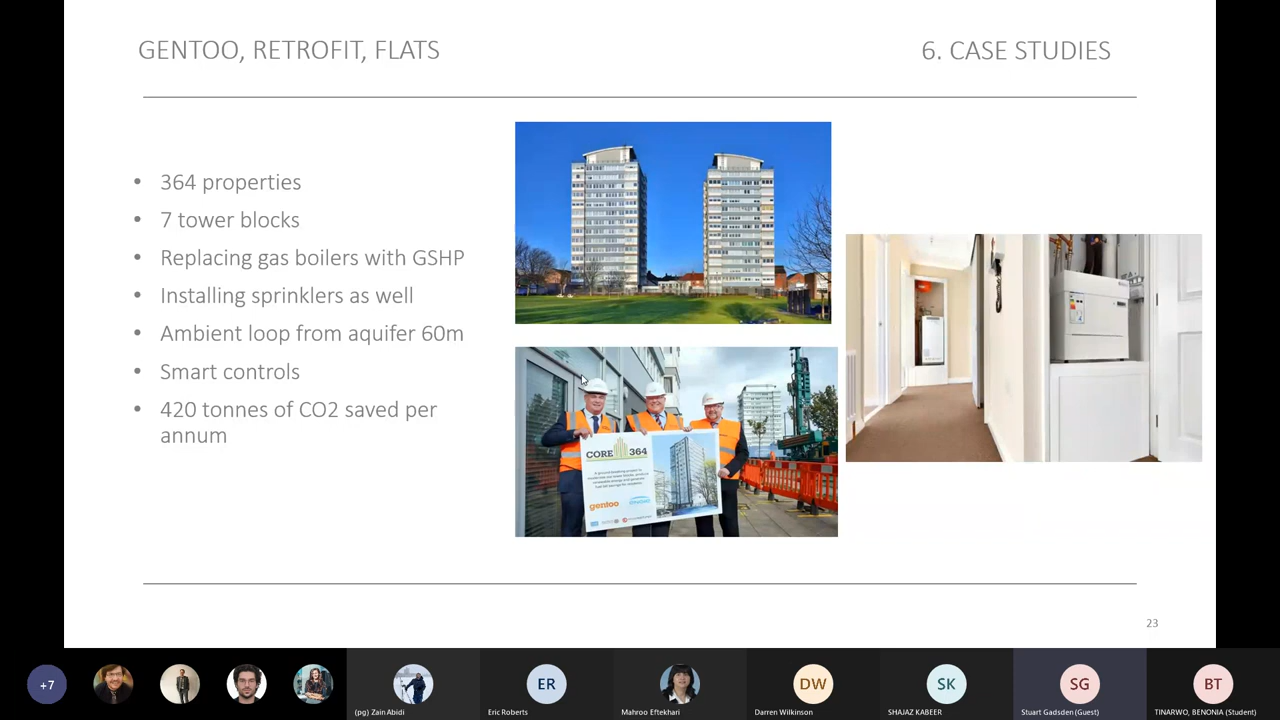 GENTOO, RETROFIT, FLATS
6. CASE STUDIES
• 364 properties
• 7 tower blocks
• Replacing gas boilers with GSHP
• Installing sprinklers as well
• Ambient loop from aquifer 60m
• Smart controls
• 420 tonnes of CO2 saved per
annum
CORE 364
gentoo
23
+7
(pg) Zain Abidi
ER
Eric Roberts
Mahroo Eftekhari
DW
Darren Wilkinson
SK
SHAJAZ KABEER
SG
Stuart Gadsden (Guest)
BT
TINARWO, BENONIA (Student)